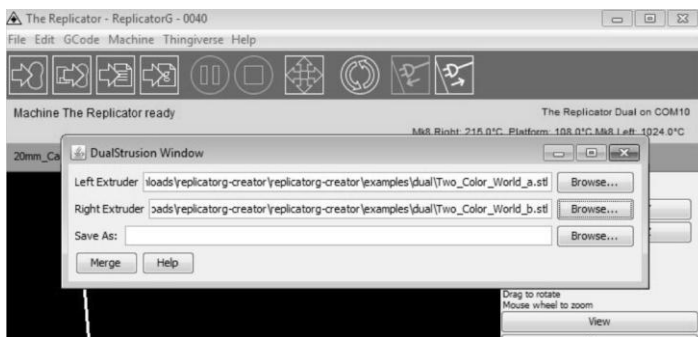 The Replicator - ReplicatorG - 0040
File Edit GCode Machine Thingiverse Help
Machine The Replicator ready
The Replicator Dual on COM10
Mk8 Right: 215.0°C Platform: 108.0°C Mk8 Left: 1024.0°C
20mm_Ca
DualStrusion Window
Left Extruder nloads\replicatorg-creator\replicatorg-creator\examples\dual\Two_Color_World_a.stl Browse...
Right Extruder oads\replicatorg-creator\replicatorg-creator\examples\dual\Two_Color_World_b.stl Browse...
Save As: Browse...
Merge Help
Drag to rotate
Mouse wheel to zoom
View